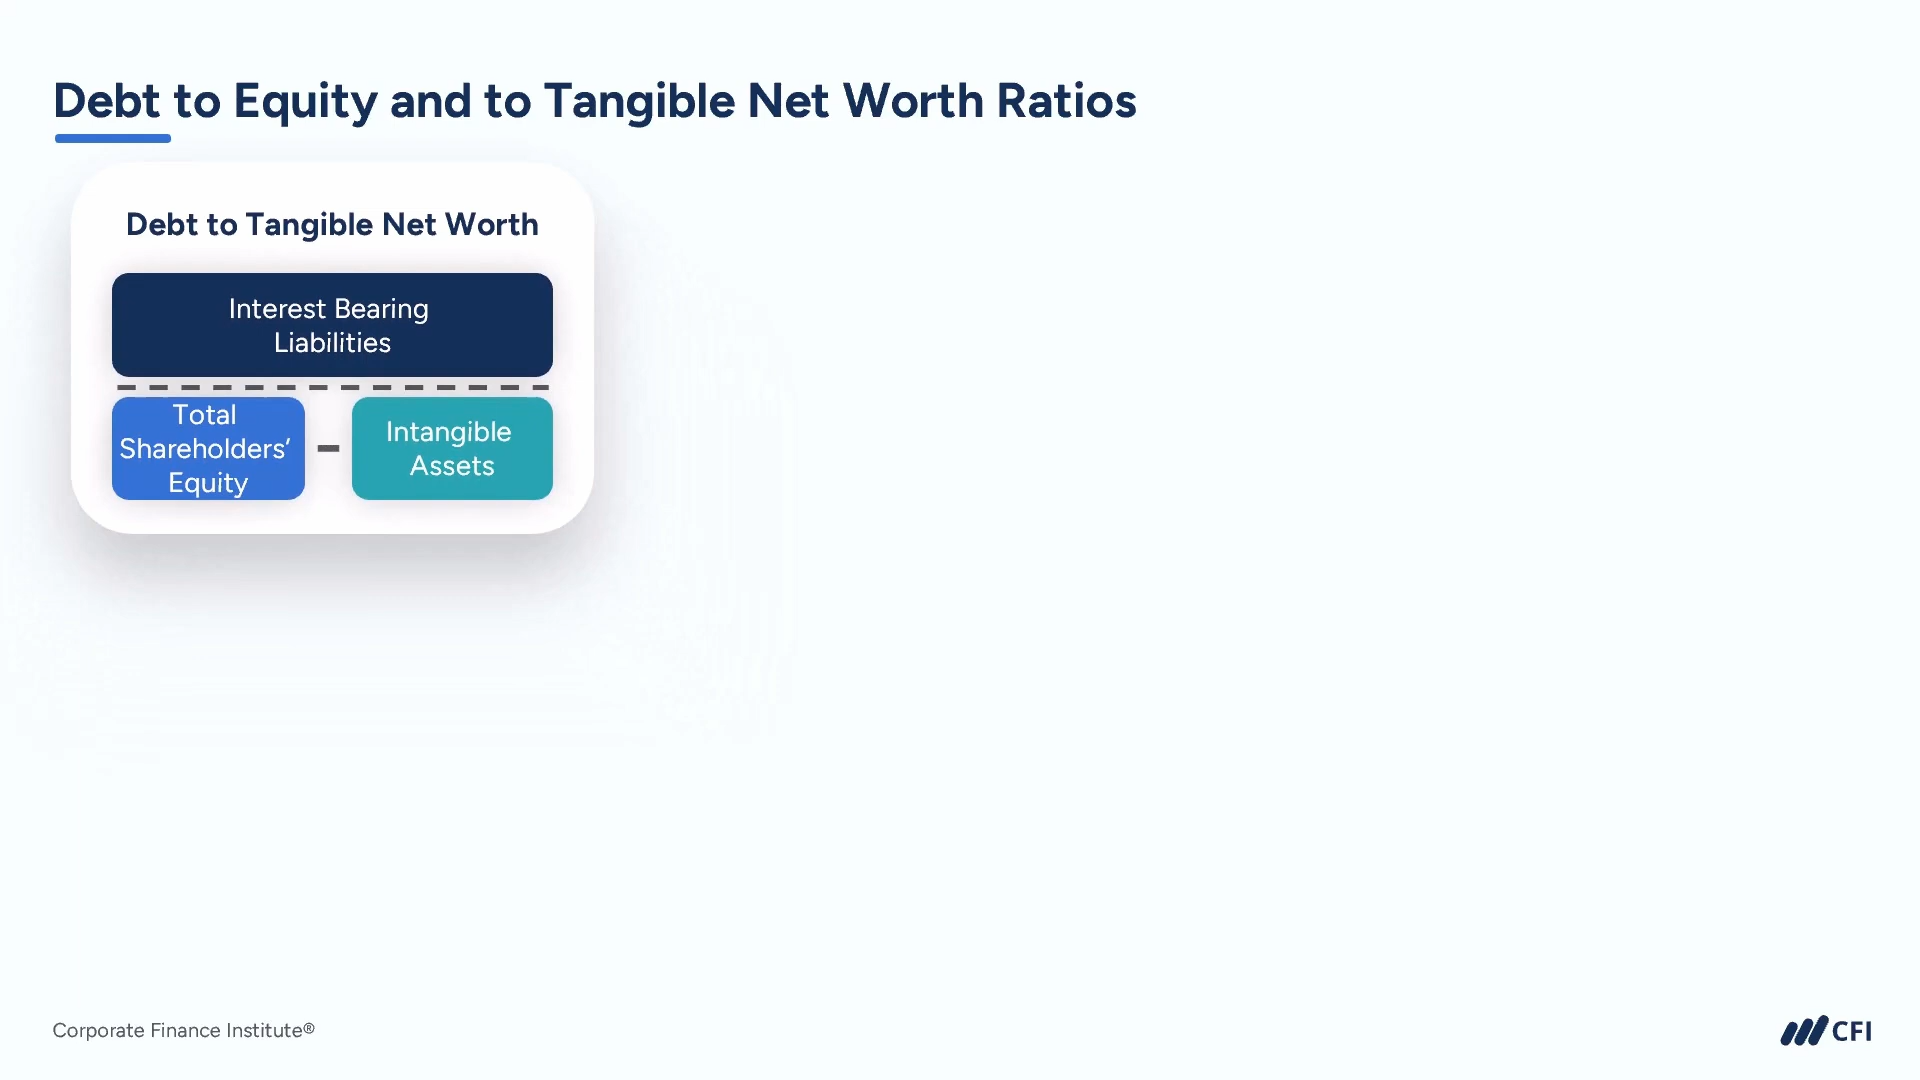 Debt to Equity and to Tangible Net Worth Ratios
Debt to Tangible Net Worth
Interest Bearing
Liabilities
Total
Shareholders’
Equity
–
Intangible
Assets
Corporate Finance Institute®
CFI